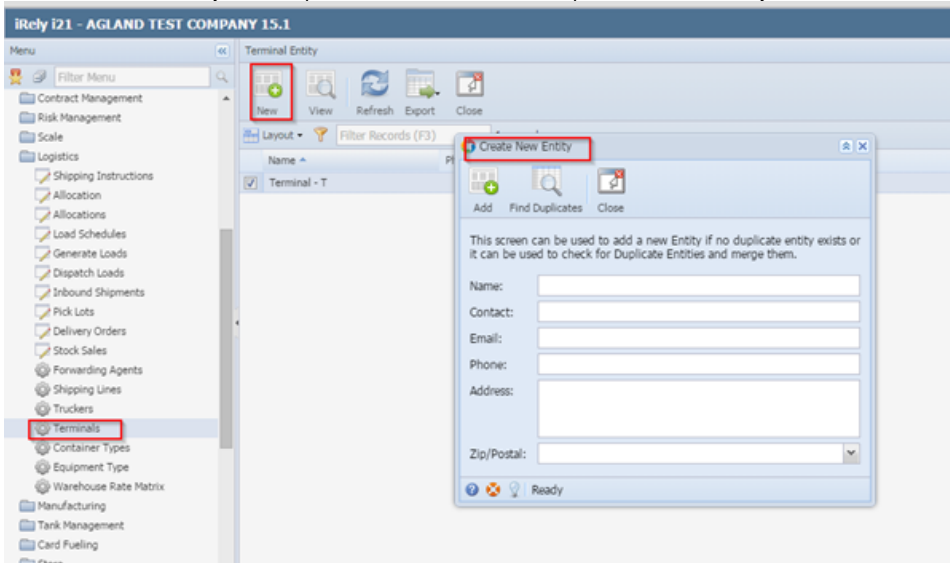 iRely i21 - AGLAND TEST COMPANY 15.1
Menu
Filter Menu
Contract Management
Risk Management
Scale
Logistics
Shipping Instructions
Allocation
Allocations
Load Schedules
Generate Loads
Dispatch Loads
Inbound Shipments
Pick Lots
Delivery Orders
Stock Sales
Forwarding Agents
Shipping Lines
Truckers
Terminals
Container Types
Equipment Type
Warehouse Rate Matrix
Manufacturing
Tank Management
Card Fueling
Terminal Entity
New View Refresh Export Close
Layout Filter Records (F3)
Name
Terminal - T
Create New Entity
Add Find Duplicates Close
This screen can be used to add a new Entity if no duplicate entity exists or
it can be used to check for Duplicate Entities and merge them.
Name:
Contact:
Email:
Phone:
Address:
Zip/Postal:
Ready